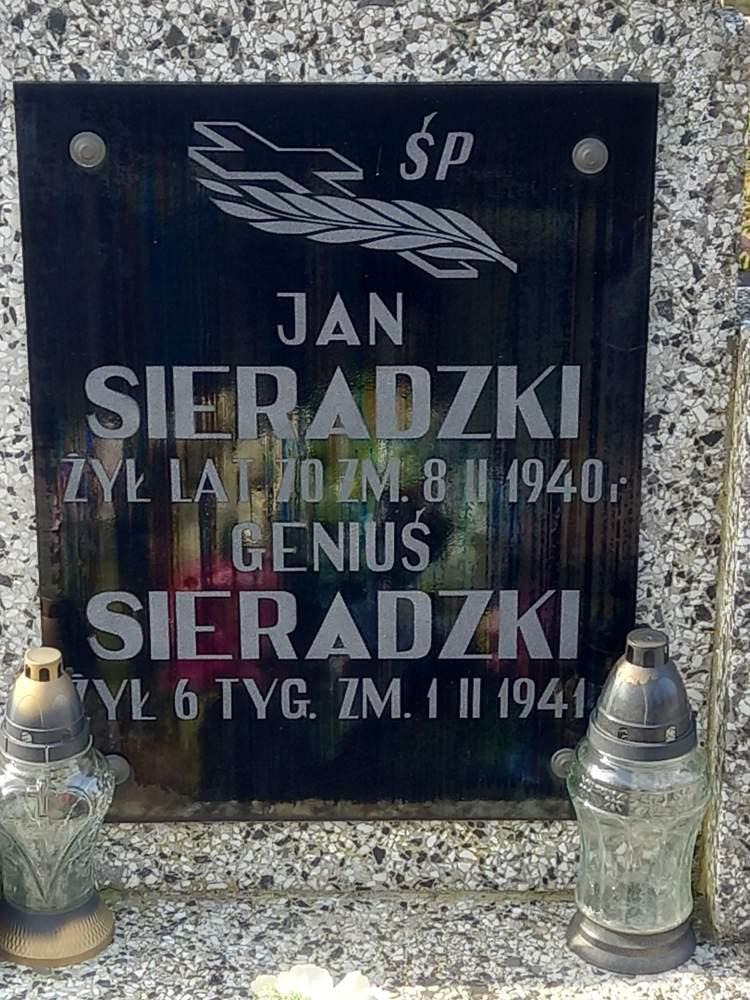 ŚP
JAN
SIERADZKI
ŻYŁ LAT 70 ZM. 8 II 1940 r.
GENIUŚ
SIERADZKI
ŻYŁ 6 TYG. ZM. 1 II 1941